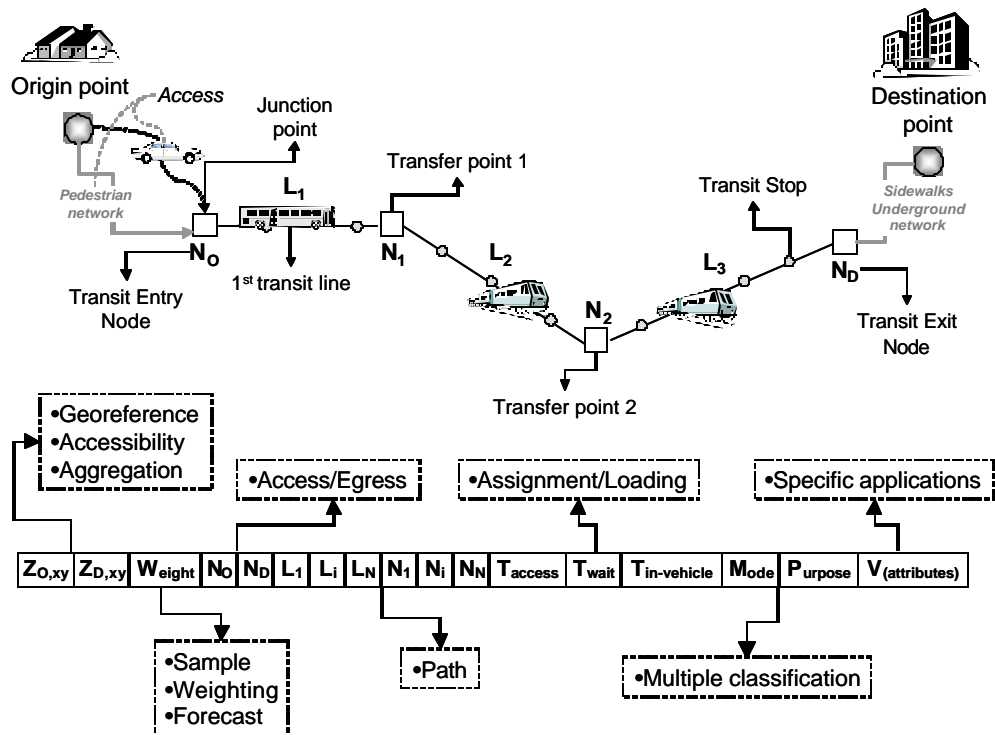 Origin point
Access
Junction
point
Destination
point
Transfer point 1
Transit Stop
Pedestrian
network
L1
Sidewalks
Underground
network
NO
N1
L2
L3
ND
1st transit line
Transit Entry
Node
N2
Transit Exit
Node
Transfer point 2
•Georeference
•Accessibility
•Aggregation
•Access/Egress
•Assignment/Loading
•Specific applications
ZO,xy ZD,xy Weight NO ND L1 Li LN N1 Ni NN Taccess Twait Tin-vehicle Mode Purpose V(attributes)
•Sample
•Weighting
•Forecast
•Path
•Multiple classification